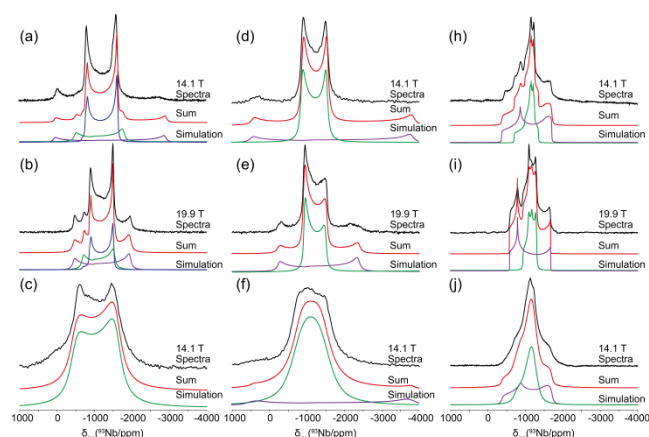 (a)
14.1 T
Spectra
Sum
Simulation
(d)
14.1 T
Spectra
Sum
Simulation
(h)
14.1 T
Spectra
Sum
Simulation
(b)
19.9 T
Spectra
Sum
Simulation
(e)
19.9 T
Spectra
Sum
Simulation
(i)
19.9 T
Spectra
Sum
Simulation
(c)
14.1 T
Spectra
Sum
Simulation
(f)
14.1 T
Spectra
Sum
Simulation
(j)
14.1 T
Spectra
Sum
Simulation
1000 0 -1000 -2000 -3000 -4000
1000 0 -1000 -2000 -3000 -4000
1000 0 -1000 -2000 -3000 -4000
(⁹³Nb/ppm)
(⁹³Nb/ppm)
(⁹³Nb/ppm)